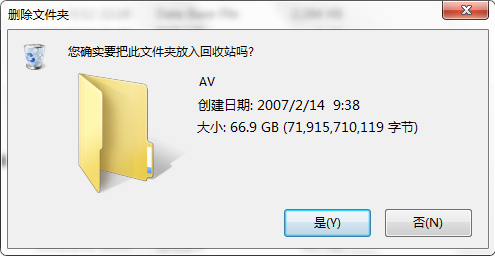 删除文件夹
您确实要把此文件夹放入回收站吗?
AV
创建日期: 2007/2/14 9:38
大小: 66.9 GB (71,915,710,119 字节)
是(Y)
否(N)